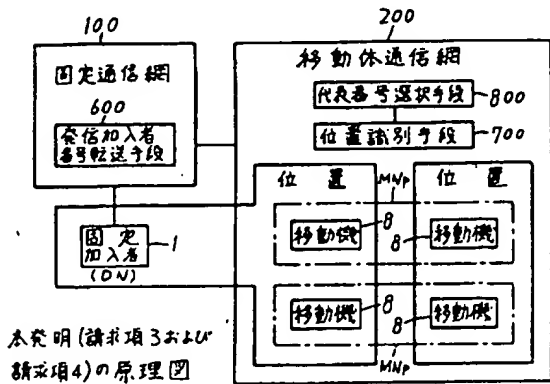 100
固定通信網
600
発信加入者
番号転送手段
固定
加入者
(DN)
1
200
移動体通信網
代表番号選択手段
800
位置識別手段
700
位置
MNP
位置
移動機
8
8
移動機
移動機
8
8
移動機
MNP
本発明(請求項3および
請求項4)の原理図